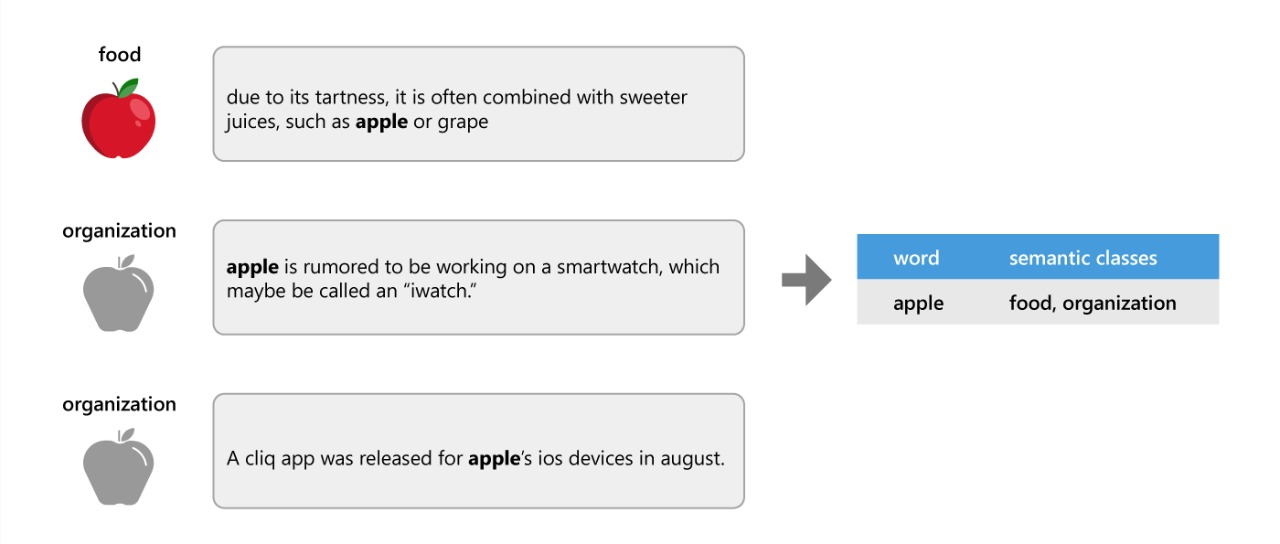 food
due to its tartness, it is often combined with sweeter
juices, such as apple or grape
organization
apple is rumored to be working on a smartwatch, which
maybe be called an “iwatch.”
organization
A cliq app was released for apple’s ios devices in august.
word semantic classes
apple food, organization